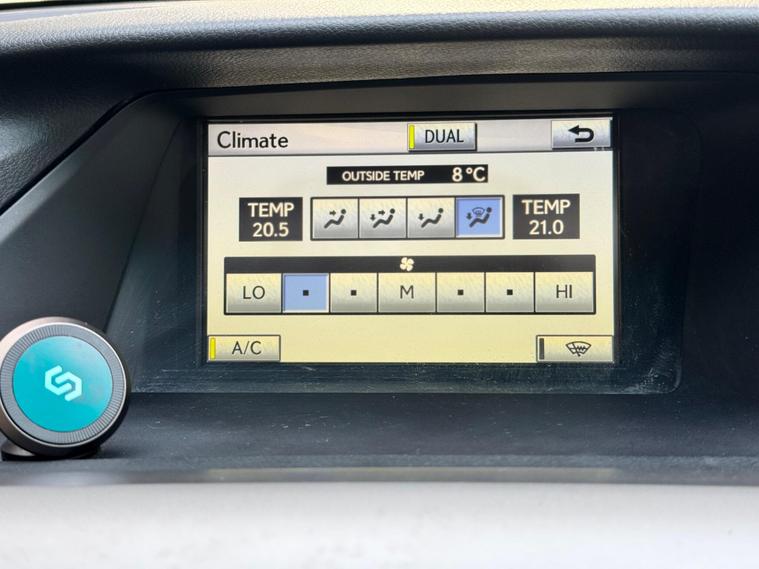 Climate
DUAL
OUTSIDE TEMP 8°C
TEMP
20.5
TEMP
21.0
LO
M
HI
A/C